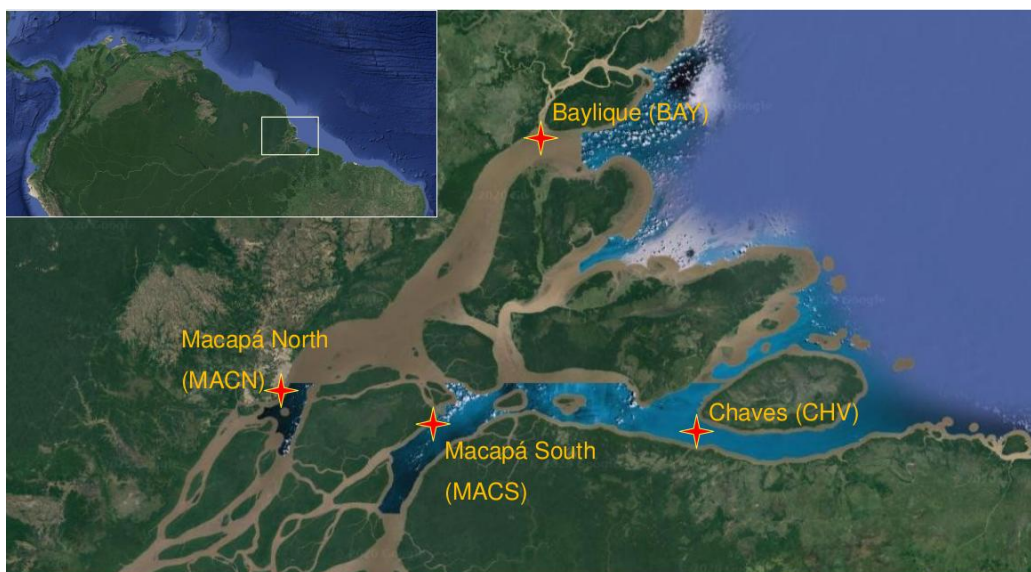 Baylique (BAY)
Macapá North
(MACN)
Chaves (CHV)
Macapá South
(MACS)